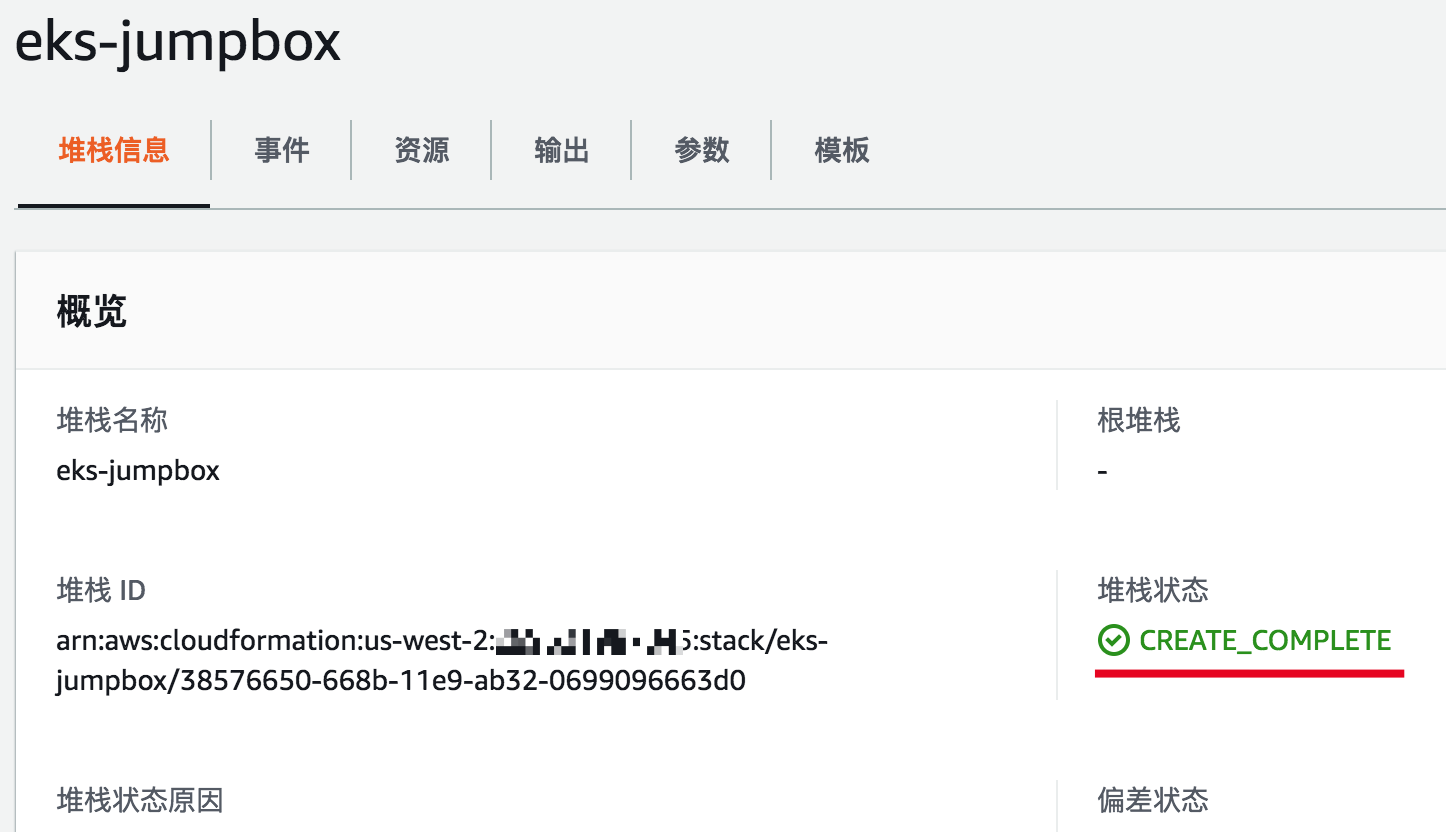 eks-jumpbox
堆栈信息 事件 资源 输出 参数 模板
概览
堆栈名称
eks-jumpbox
根堆栈
-
堆栈 ID
arn:aws:cloudformation:us-west-2: 5:stack/eks-
jumpbox/38576650-668b-11e9-ab32-0699096663d0
堆栈状态
CREATE_COMPLETE
堆栈状态原因
偏差状态